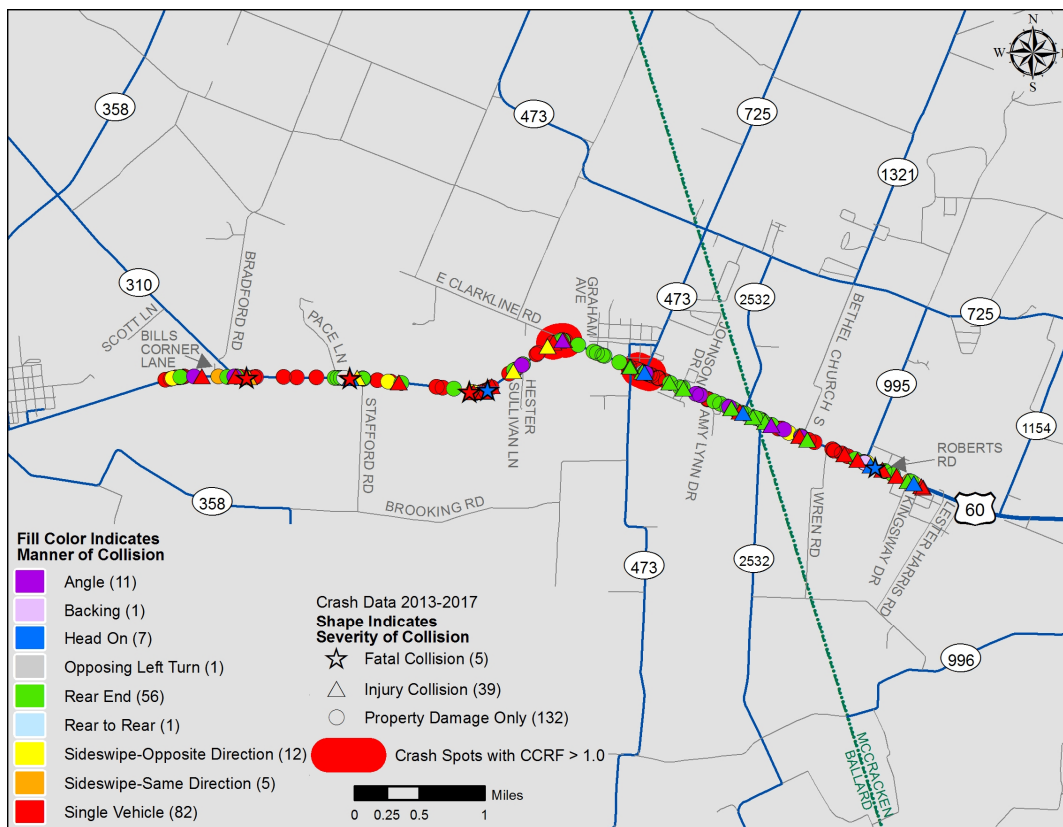 N
W
E
S
358
473
725
1321
310
SCOTT LN
BILLS
CORNER
LANE
BRADFORD RD
PACE LN
E CLARKLINE RD
GRAHAM
AVE
473
JOHNSON
DR
2532
BETHEL CHURCH S
725
995
1154
STAFFORD RD
HESTER
SULLIVAN LN
AMY LYNN DR
ROBERTS
RD
60
358
BROOKING RD
WREN RD
KINGSWAY DR
LESTER HARRIS RD
473
2532
996
MCCRACKEN
BALLARD
Fill Color Indicates
Manner of Collision
Angle (11)
Backing (1)
Head On (7)
Opposing Left Turn (1)
Rear End (56)
Rear to Rear (1)
Sideswipe-Opposite Direction (12)
Sideswipe-Same Direction (5)
Single Vehicle (82)
Crash Data 2013-2017
Shape Indicates
Severity of Collision
Fatal Collision (5)
Injury Collision (39)
Property Damage Only (132)
Crash Spots with CCRF > 1.0
Miles
0 0.25 0.5 1